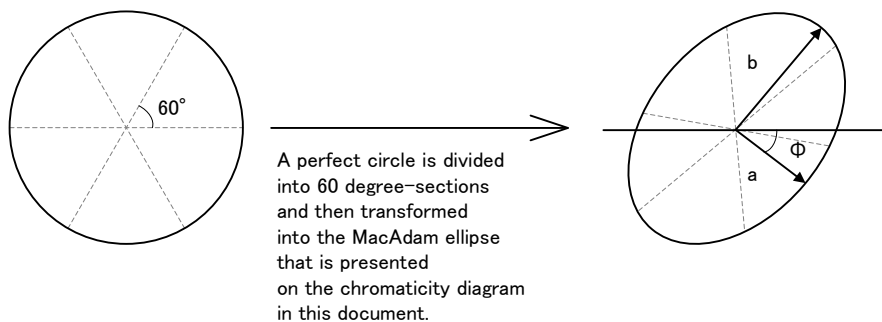 60°
A perfect circle is divided
into 60 degree-sections
and then transformed
into the MacAdam ellipse
that is presented
on the chromaticity diagram
in this document.
b
Φ
a